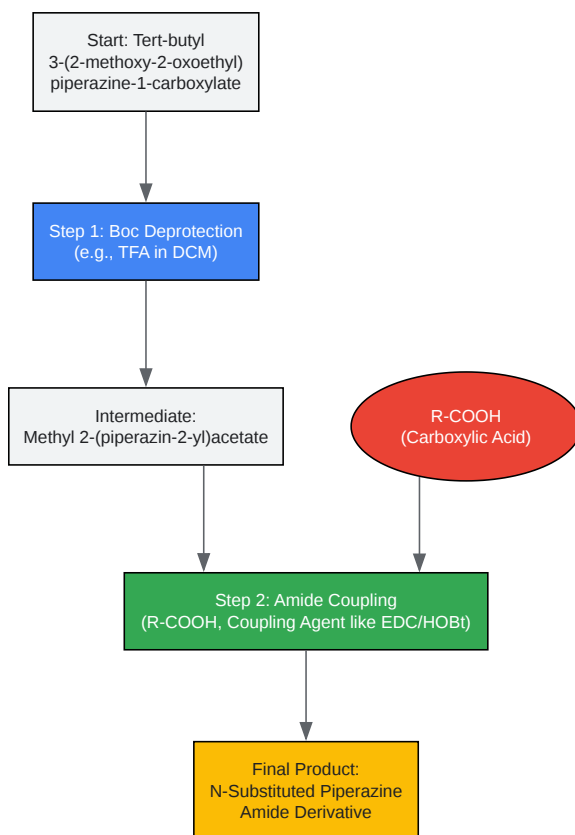 Start: Tert-butyl
3-(2-methoxy-2-oxoethyl)
piperazine-1-carboxylate
Step 1: Boc Deprotection
(e.g., TFA in DCM)
Intermediate:
Methyl 2-(piperazin-2-yl)acetate
R-COOH
(Carboxylic Acid)
Step 2: Amide Coupling
(R-COOH, Coupling Agent like EDC/HOBt)
Final Product:
N-Substituted Piperazine
Amide Derivative